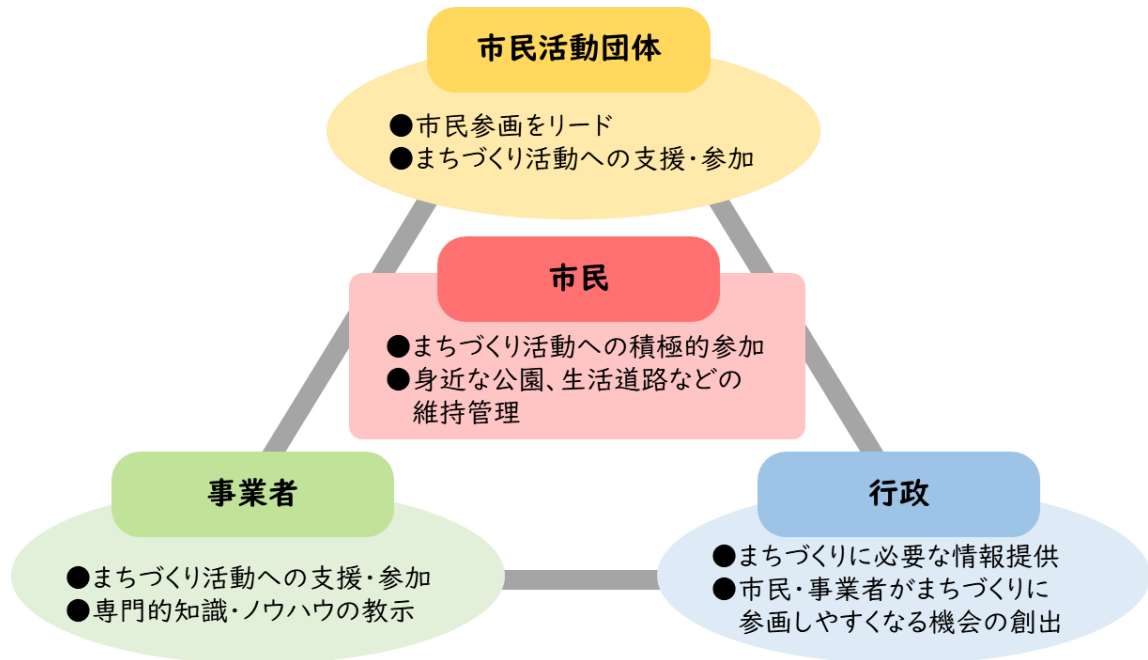 市民活動団体
●市民参画をリード
●まちづくり活動への支援・参加
市民
●まちづくり活動への積極的参加
●身近な公園、生活道路などの
維持管理
事業者
●まちづくり活動への支援・参加
●専門的知識・ノウハウの教示
行政
●まちづくりに必要な情報提供
●市民・事業者がまちづくりに
参画しやすくなる機会の創出